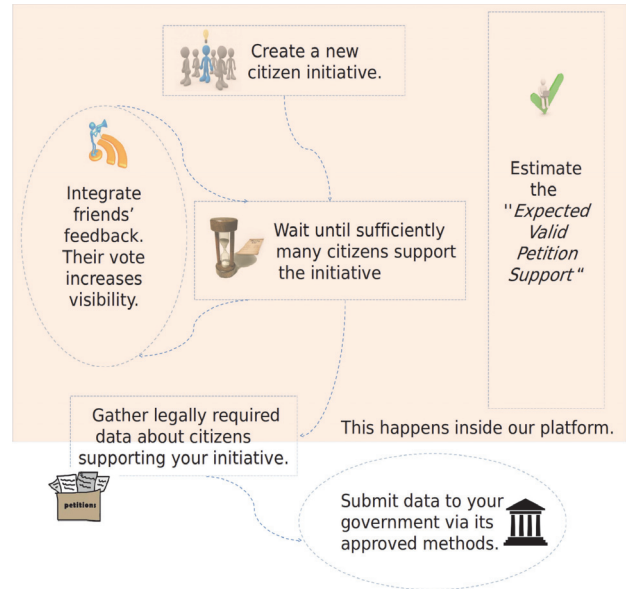 Create a new
citizen initiative.
Integrate
friends’
feedback.
Their vote
increases
visibility.
Wait until sufficiently
many citizens support
the initiative
Estimate
the
"Expected
Valid
Petition
Support"
Gather legally required
data about citizens
supporting your initiative.
This happens inside our platform.
petitions
Submit data to your
government via its
approved methods.